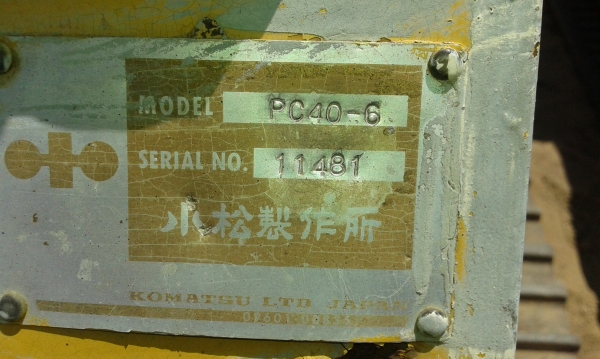 MODEL PC40-6
SERIAL NO. 11481
小松製作所
KOMATSU LTD JAPAN